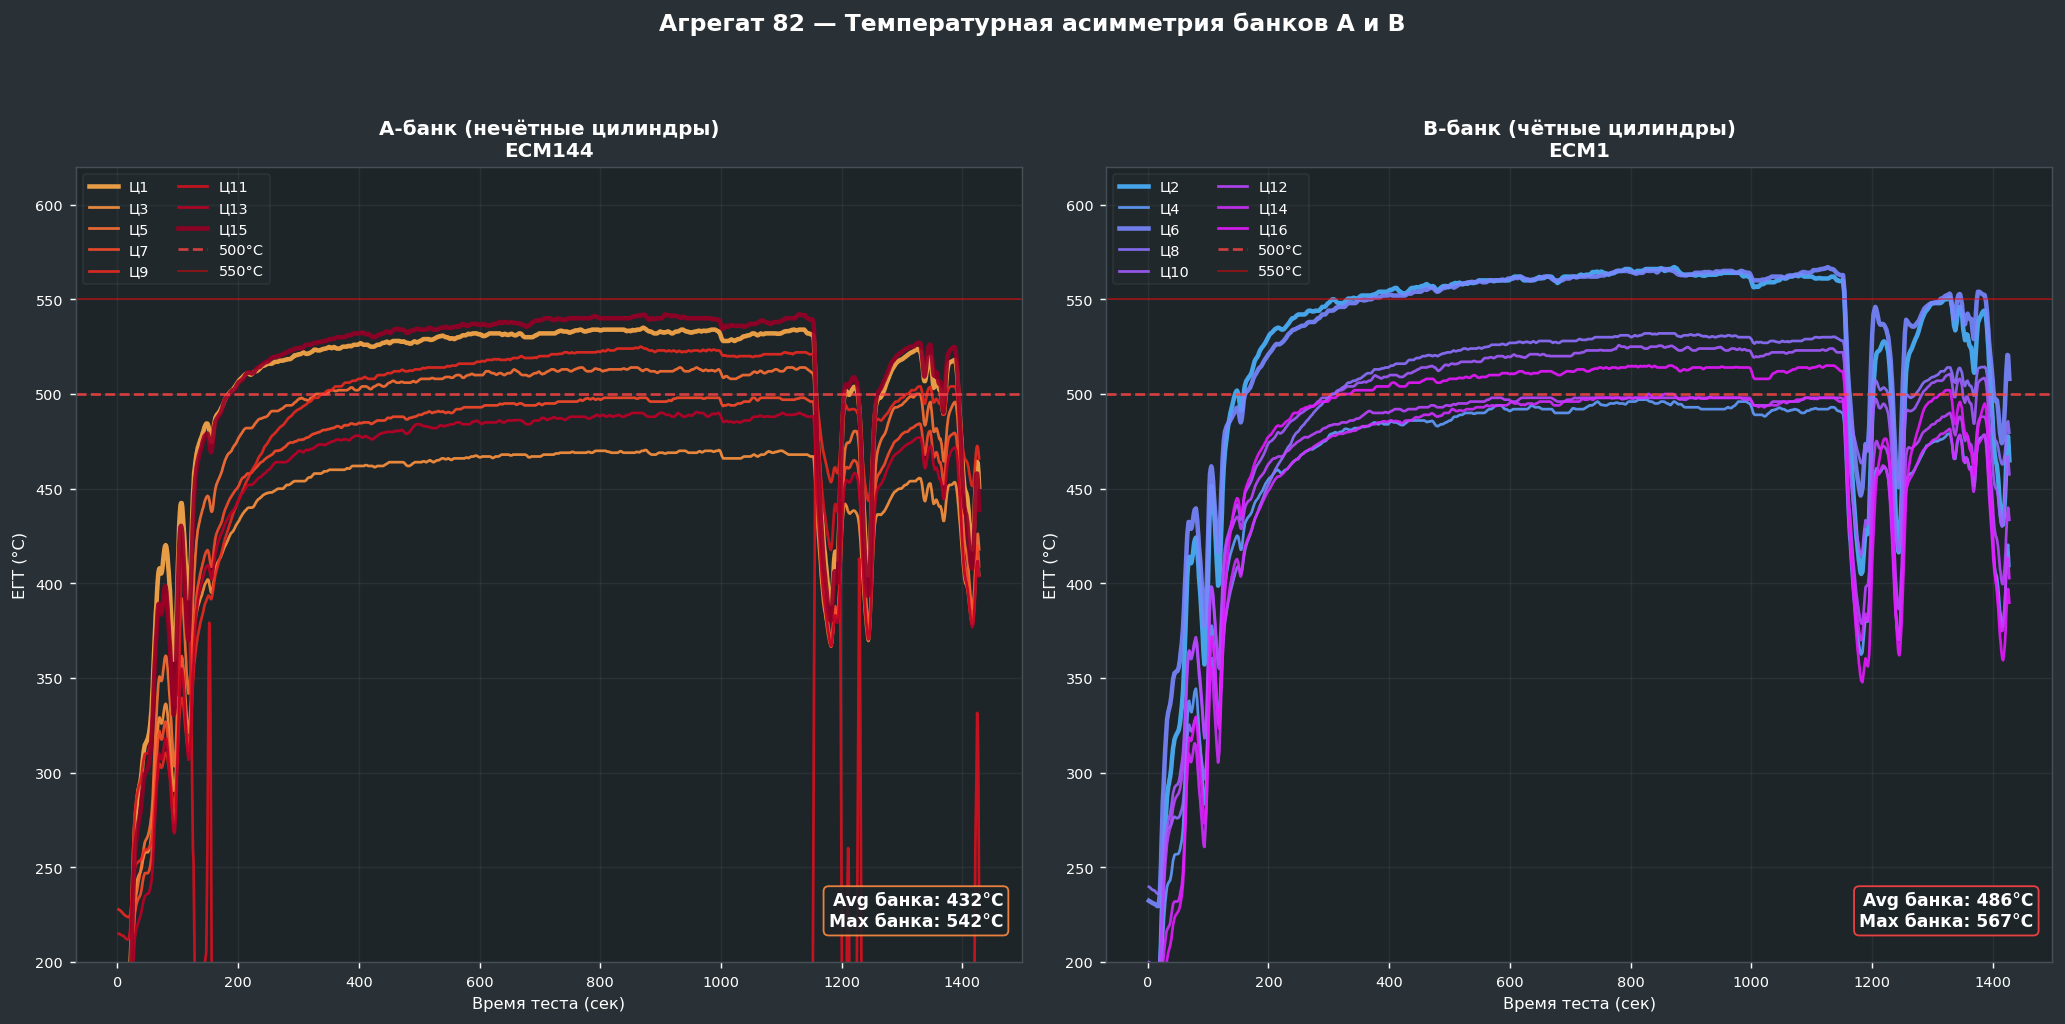 Агрегат 82 — Температурная асимметрия банков А и В
А-банк (нечётные цилиндры)
ECM144
Ц1
Ц3
Ц5
Ц7
Ц9
Ц11
Ц13
Ц15
500°C
550°C
600
550
500
450
400
350
300
250
200
ЕГТ (°C)
0
200
400
600
800
1000
1200
1400
Время теста (сек)
Avg банка: 432°C
Max банка: 542°C
В-банк (чётные цилиндры)
ECM1
Ц2
Ц4
Ц6
Ц8
Ц10
Ц12
Ц14
Ц16
500°C
550°C
600
550
500
450
400
350
300
250
200
ЕГТ (°C)
0
200
400
600
800
1000
1200
1400
Время теста (сек)
Avg банка: 486°C
Max банка: 567°C